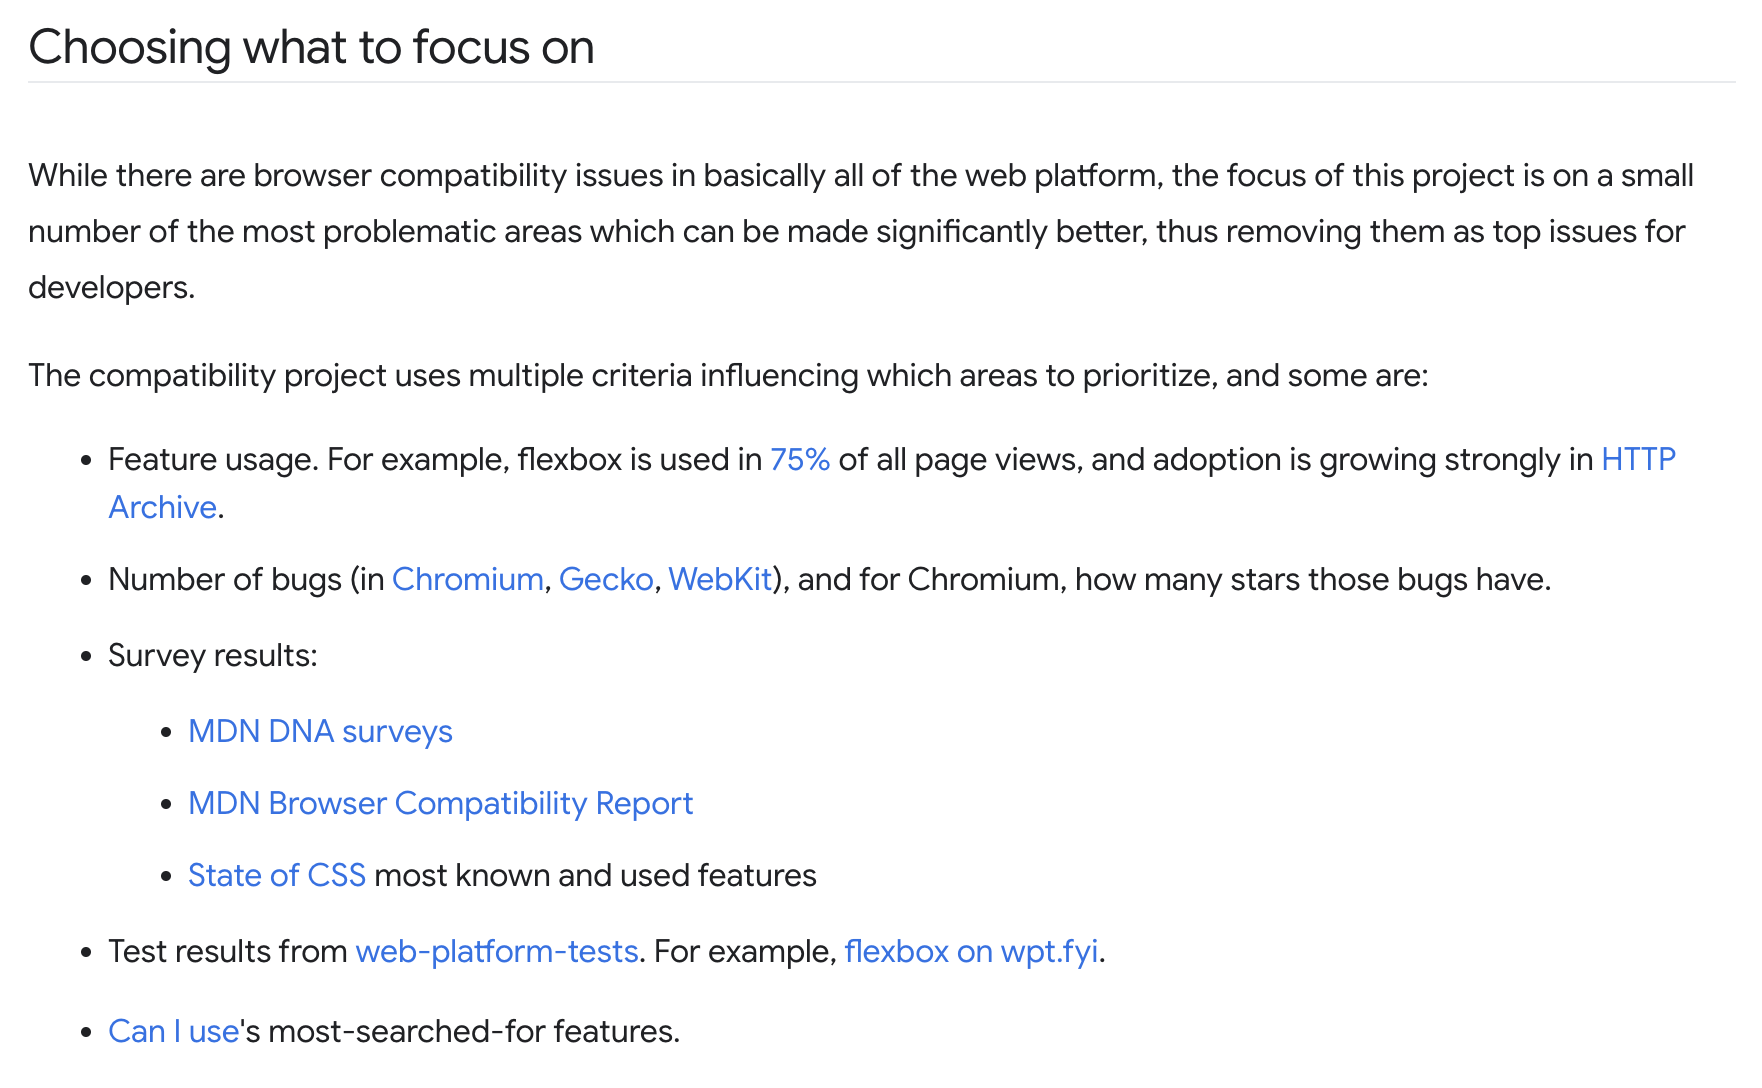 Choosing what to focus on
While there are browser compatibility issues in basically all of the web platform, the focus of this project is on a small
number of the most problematic areas which can be made significantly better, thus removing them as top issues for
developers.
The compatibility project uses multiple criteria influencing which areas to prioritize, and some are:
• Feature usage. For example, flexbox is used in 75% of all page views, and adoption is growing strongly in HTTP
Archive.
• Number of bugs (in Chromium, Gecko, WebKit), and for Chromium, how many stars those bugs have.
• Survey results:
• MDN DNA surveys
• MDN Browser Compatibility Report
• State of CSS most known and used features
• Test results from web-platform-tests. For example, flexbox on wpt.fyi.
• Can I use's most-searched-for features.